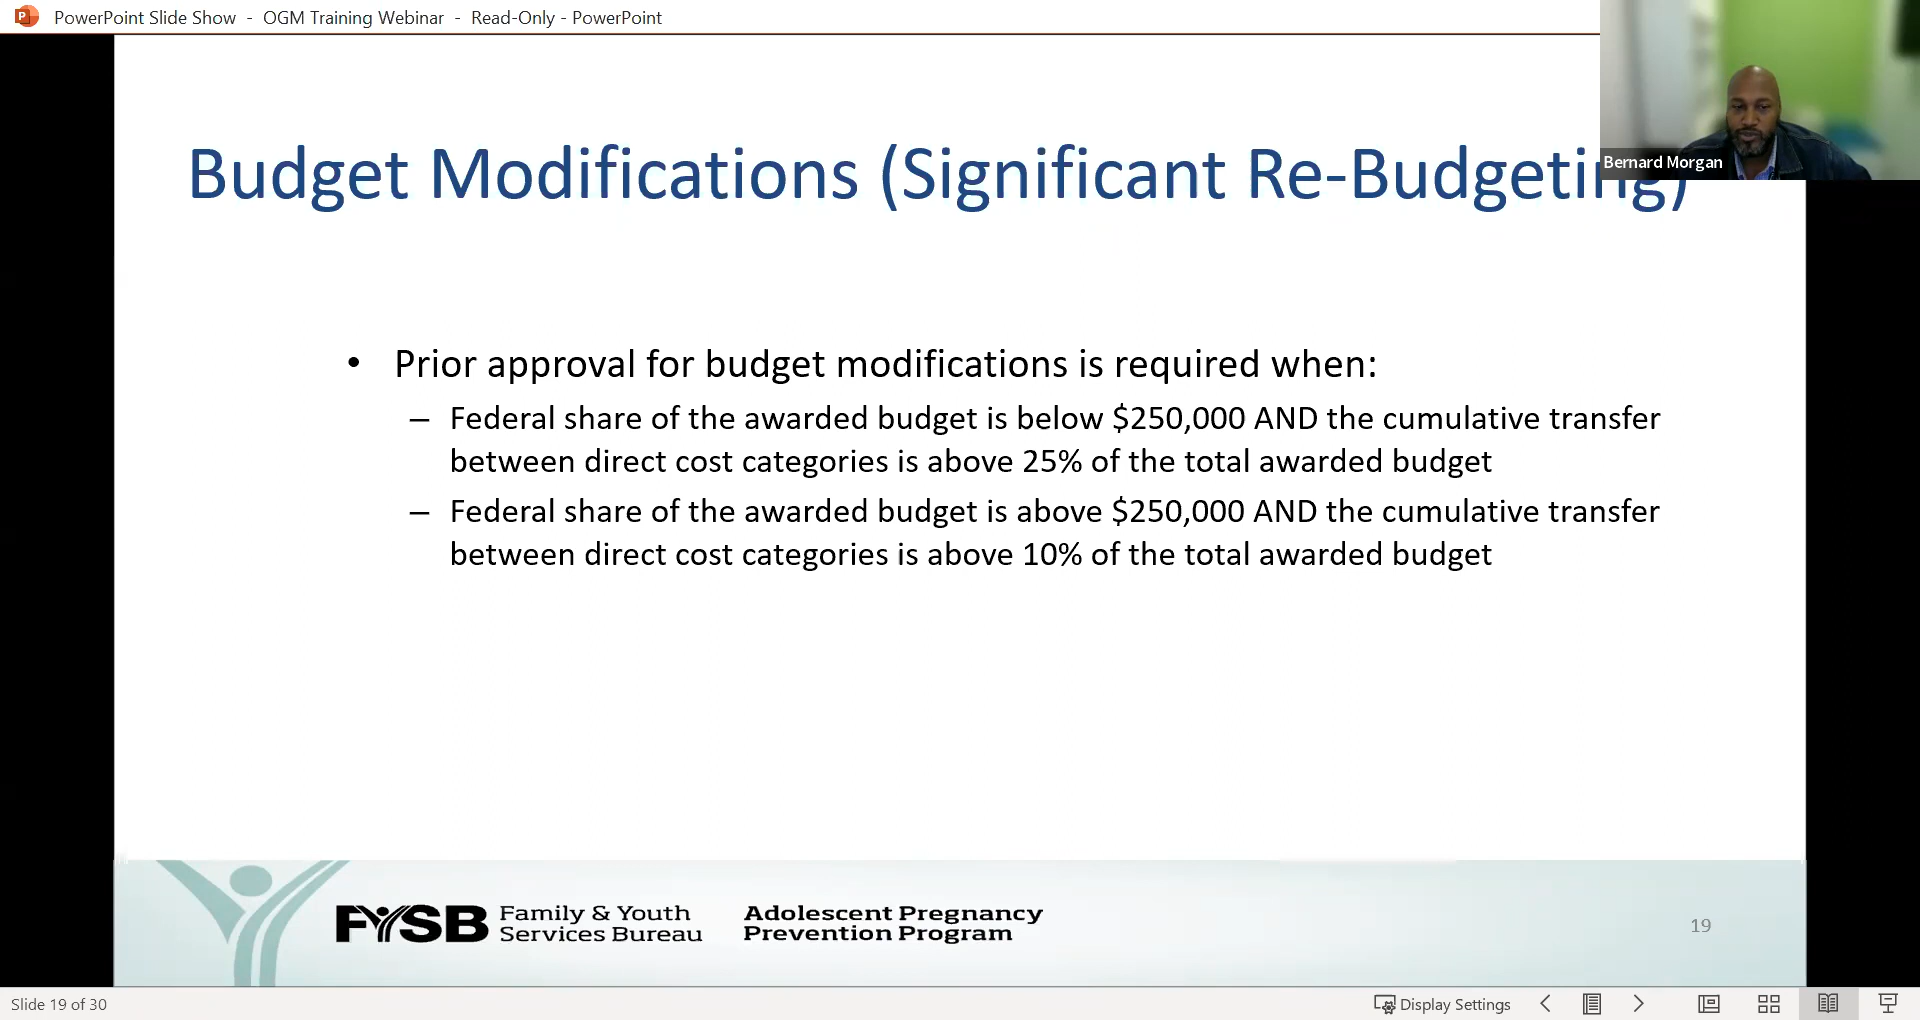 PowerPoint Slide Show - OGM Training Webinar - Read-Only - PowerPoint
Bernard Morgan
Budget Modifications (Significant Re-Budgeting)
• Prior approval for budget modifications is required when:
– Federal share of the awarded budget is below $250,000 AND the cumulative transfer
between direct cost categories is above 25% of the total awarded budget
– Federal share of the awarded budget is above $250,000 AND the cumulative transfer
between direct cost categories is above 10% of the total awarded budget
FYSB Family & Youth
Services Bureau
Adolescent Pregnancy
Prevention Program
19
Slide 19 of 30
Display Settings